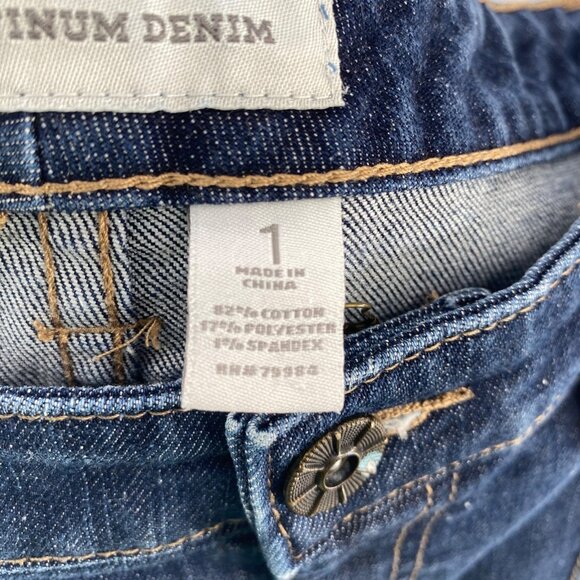 INUM DENIM
1
MADE IN
CHINA
82% COTTON
17% POLYESTER
1% SPANDEX
RN# 79984